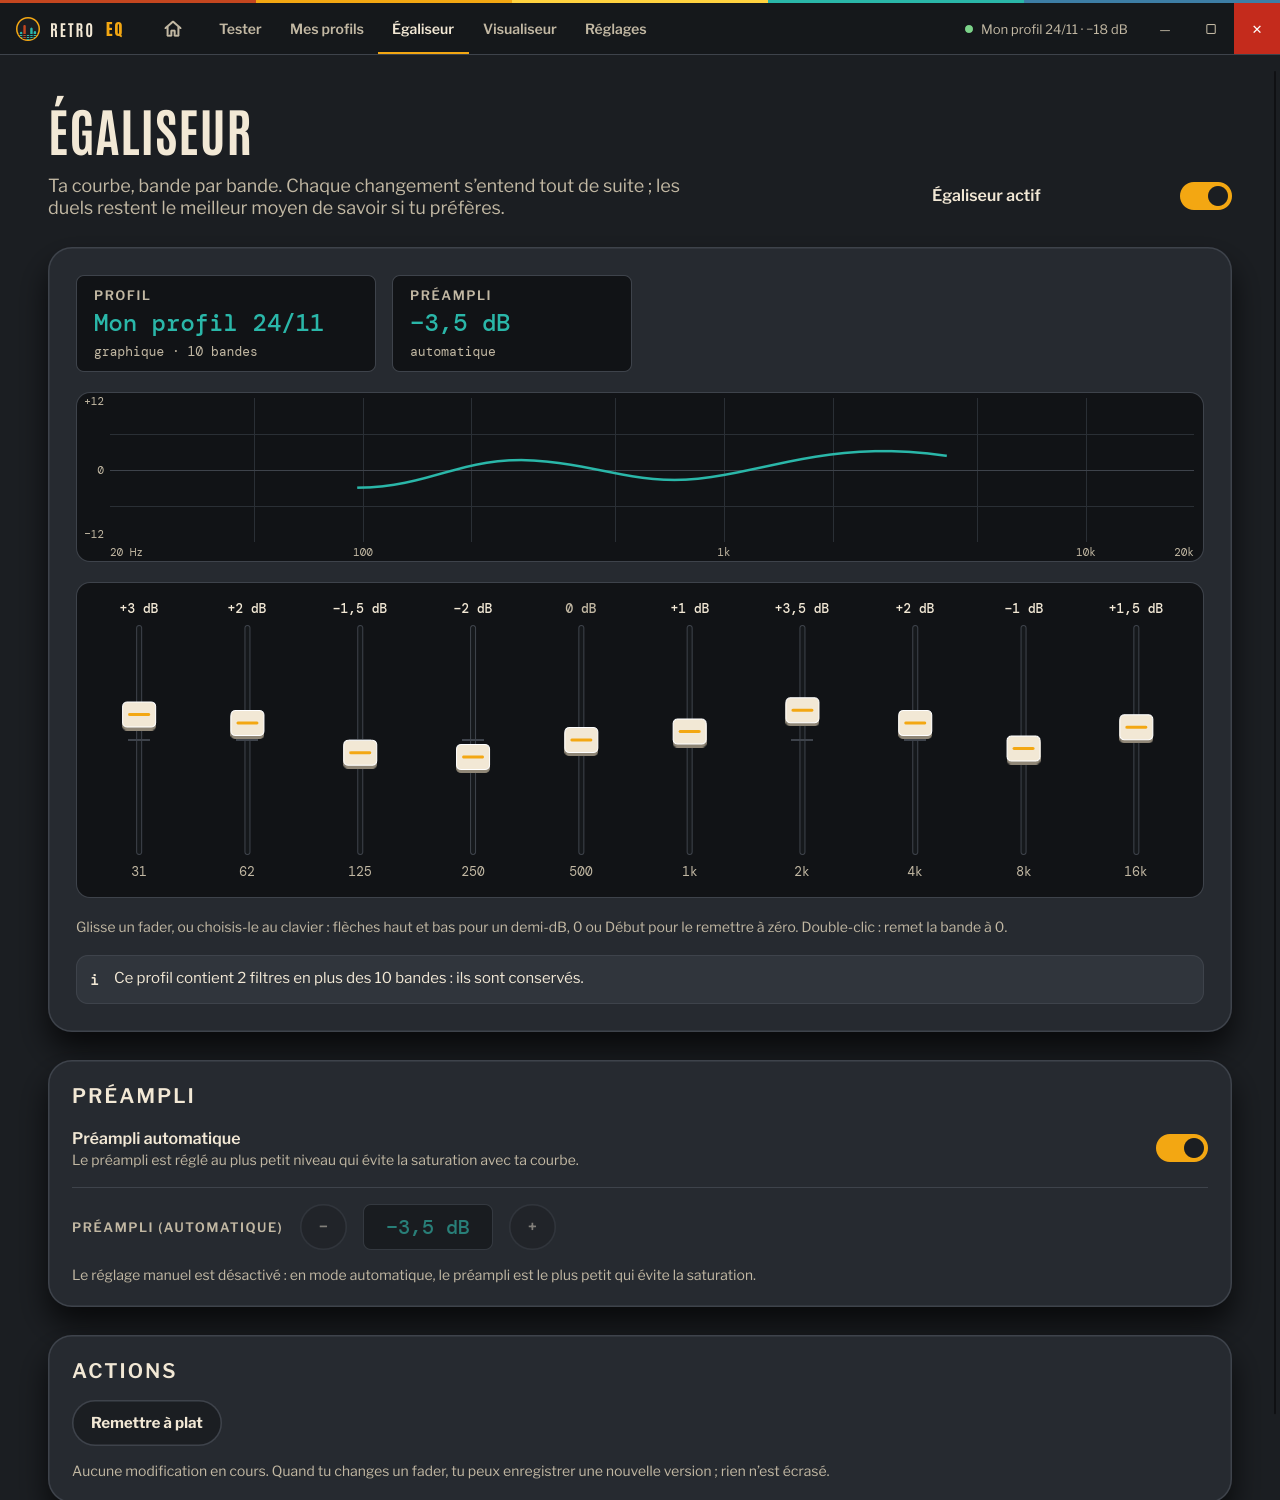 RETRO EQ
Tester
Mes profils
Égaliseur
Visualiseur
Réglages
Mon profil 24/11 · −18 dB
ÉGALISEUR
Ta courbe, bande par bande. Chaque changement s’entend tout de suite ; les
duels restent le meilleur moyen de savoir si tu préfères.
Égaliseur actif
PROFIL
Mon profil 24/11
graphique · 10 bandes
PRÉAMPLI
−3,5 dB
automatique
+12
0
−12
20 Hz
100
1k
10k
20k
+3 dB
+2 dB
−1,5 dB
−2 dB
0 dB
+1 dB
+3,5 dB
+2 dB
−1 dB
+1,5 dB
31
62
125
250
500
1k
2k
4k
8k
16k
Glisse un fader, ou choisis-le au clavier : flèches haut et bas pour un demi-dB, 0 ou Début pour le remettre à zéro. Double-clic : remet la bande à 0.
i Ce profil contient 2 filtres en plus des 10 bandes : ils sont conservés.
PRÉAMPLI
Préampli automatique
Le préampli est réglé au plus petit niveau qui évite la saturation avec ta courbe.
PRÉAMPLI (AUTOMATIQUE)
−
−3,5 dB
+
Le réglage manuel est désactivé : en mode automatique, le préampli est le plus petit qui évite la saturation.
ACTIONS
Remettre à plat
Aucune modification en cours. Quand tu changes un fader, tu peux enregistrer une nouvelle version ; rien n’est écrasé.